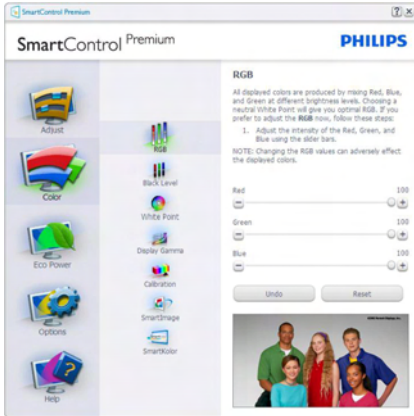 SmartControl Premium
SmartControl Premium
PHILIPS
Adjust
Color
Eco Power
Options
Help
RGB
Black Level
White Point
Display Gamma
Calibration
SmartImage
SmartKolor
RGB
All displayed colors are produced by mixing Red, Blue,
and Green at different brightness levels. Choosing a
neutral White Point will give you optimal RGB. If you
prefer to adjust the RGB now, follow these steps:
1. Adjust the intensity of the Red, Green, and
Blue using the slider bars.
NOTE: Changing the RGB values can adversely effect
the displayed colors.
Red 100
Green 100
Blue 100
Undo Reset